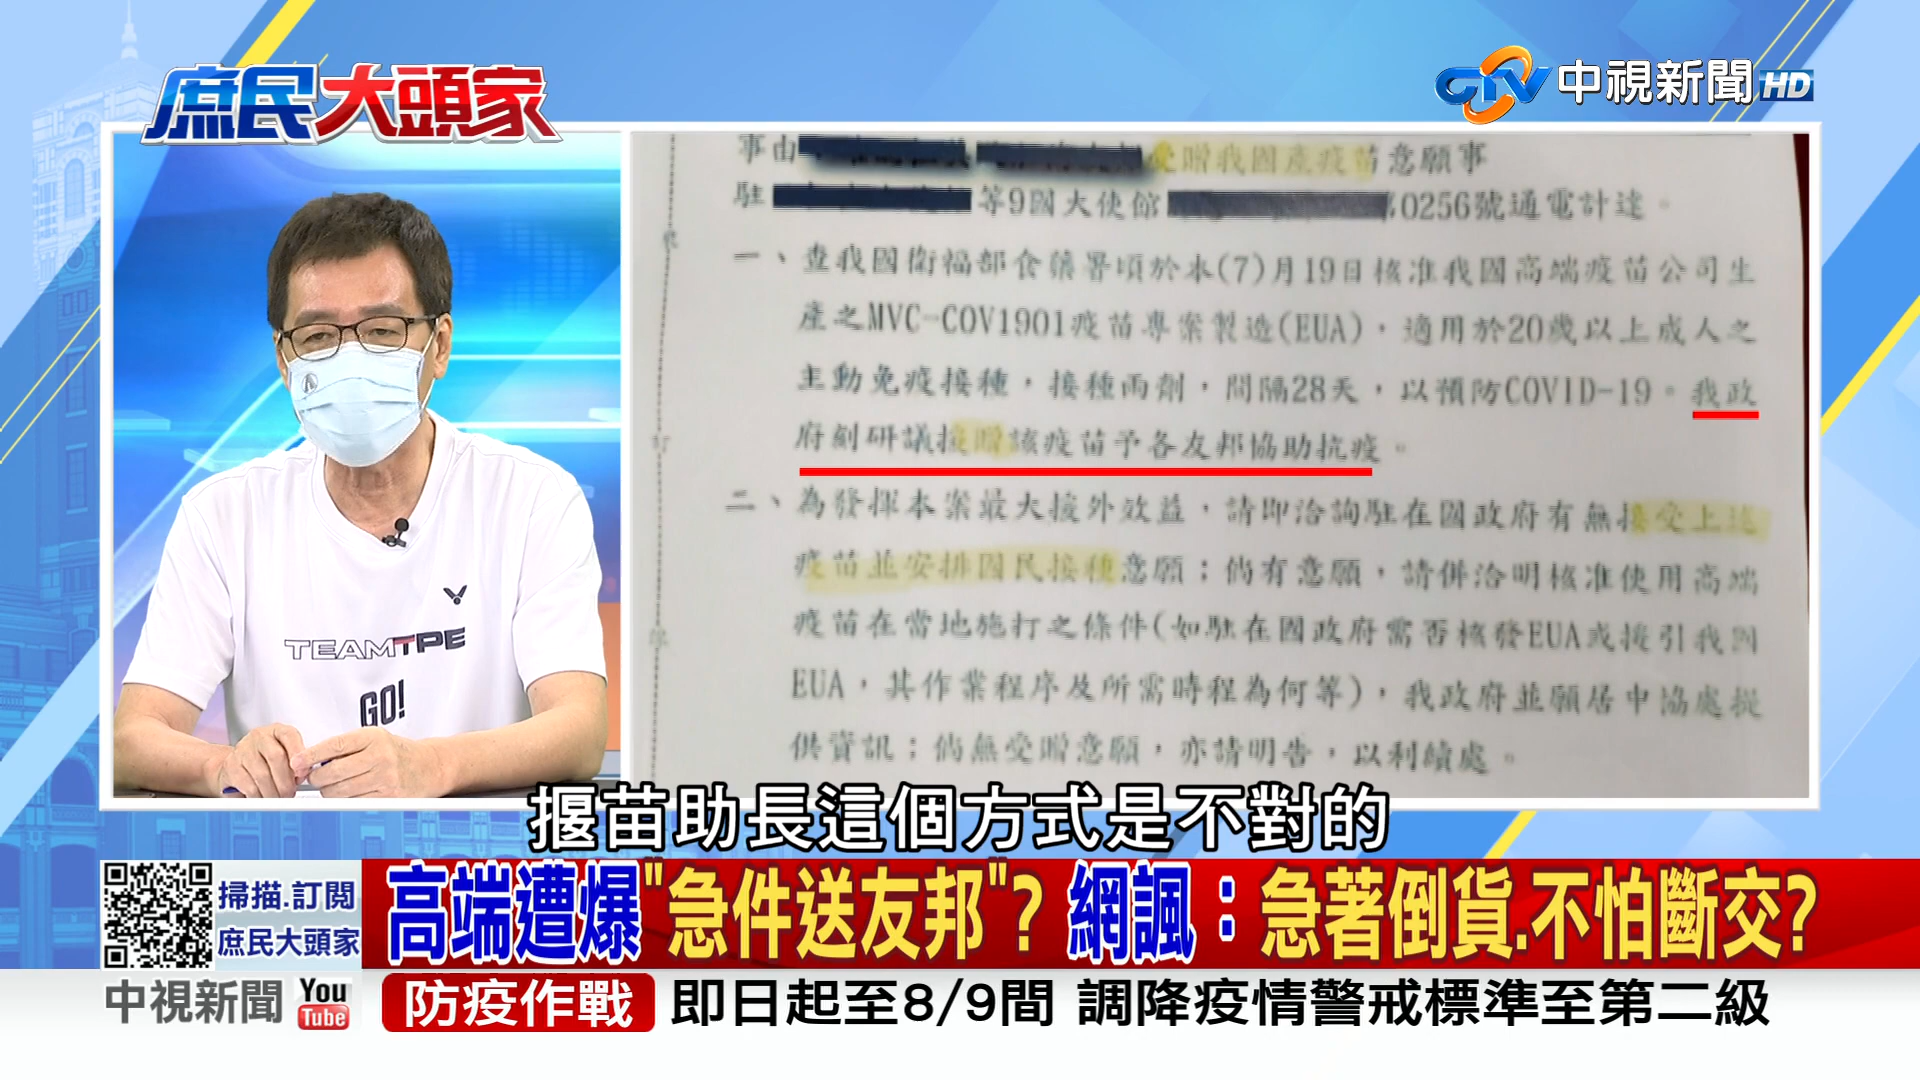 庶民大頭家
CTV 中視新聞 HD
事由 受贈我國產疫苗意願事
駐 等9國大使館 0256號通電計達。
一、查我國衛福部食藥署頃於本(7)月19日核准我國高端疫苗公司生
產之MVC-COV1901疫苗專案製造(EUA)，適用於20歲以上成人之
主動免疫接種，接種兩劑，間隔28天，以預防COVID-19。我政
府刻研議援贈該疫苗予各友邦協助抗疫。
二、為發揮本案最大援外效益，請即洽詢駐在國政府有無接受上述
疫苗並安排國民接種意願；倘有意願，請併洽明核准使用高端
疫苗在當地施打之條件(如駐在國政府需否核發EUA或援引我國
EUA，其作業程序及所需時程為何等)，我政府並願居中協處提
供資訊；倘無受贈意願，亦請明告，以利續處。
TEAMTPE
GO!
揠苗助長這個方式是不對的
掃描.訂閱
庶民大頭家
高端遭爆"急件送友邦"? 網諷：急著倒貨.不怕斷交?
中視新聞 You Tube 防疫作戰 即日起至8/9間 調降疫情警戒標準至第二級